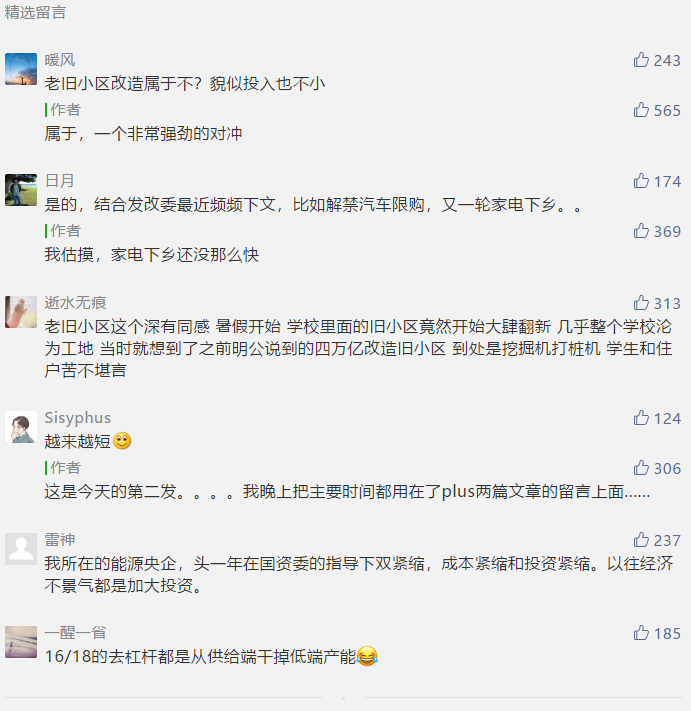 精选留言
暖风 243
老旧小区改造属于不？貌似投入也不小
作者 565
属于，一个非常强劲的对冲
日月 174
是的，结合发改委最近频频下文，比如解禁汽车限购，又一轮家电下乡。。
作者 369
我估摸，家电下乡还没那么快
逝水无痕 313
老旧小区这个深有同感 暑假开始 学校里面的旧小区竟然开始大肆翻新 几乎整个学校沦
为工地 当时就想到了之前明公说到的四万亿改造旧小区 到处是挖掘机打桩机 学生和住
户苦不堪言
Sisyphus 124
越来越短🙂
作者 306
这是今天的第二发。。。。我晚上把主要时间都用在了plus两篇文章的留言上面......
雷神 237
我所在的能源央企，头一年在国资委的指导下双紧缩，成本紧缩和投资紧缩。以往经济
不景气都是加大投资。
一醒一省 185
16/18的去杠杆都是从供给端干掉低端产能😂